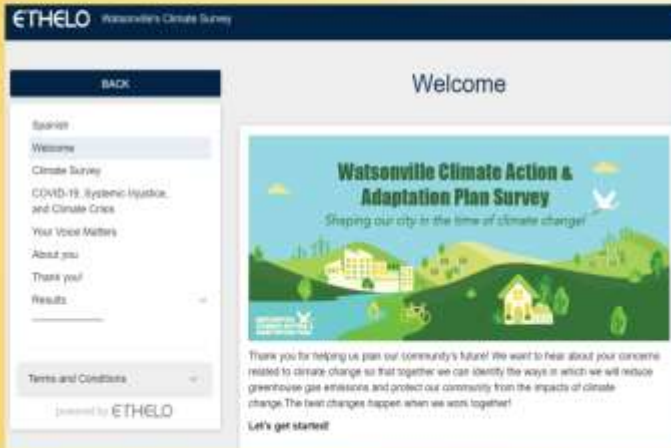 ETHELO Watsonville's Climate Survey
BACK
Spanish
Welcome
Climate Survey
COVID-19, Systemic Injustice,
and Climate Crisis
Your Voice Matters
About you
Thank you!
Results
Terms and Conditions
powered by ETHELO
Welcome
Watsonville Climate Action &
Adaptation Plan Survey
Shaping our city in the time of climate change!
WATSONVILLE
CLIMATE ACTION &
ADAPTATION PLAN
Thank you for helping us plan our community's future! We want to hear about your concerns
related to climate change so that together we can identify the ways in which we will reduce
greenhouse gas emissions and protect our community from the impacts of climate
change.The best changes happen when we work together!
Let's get started!